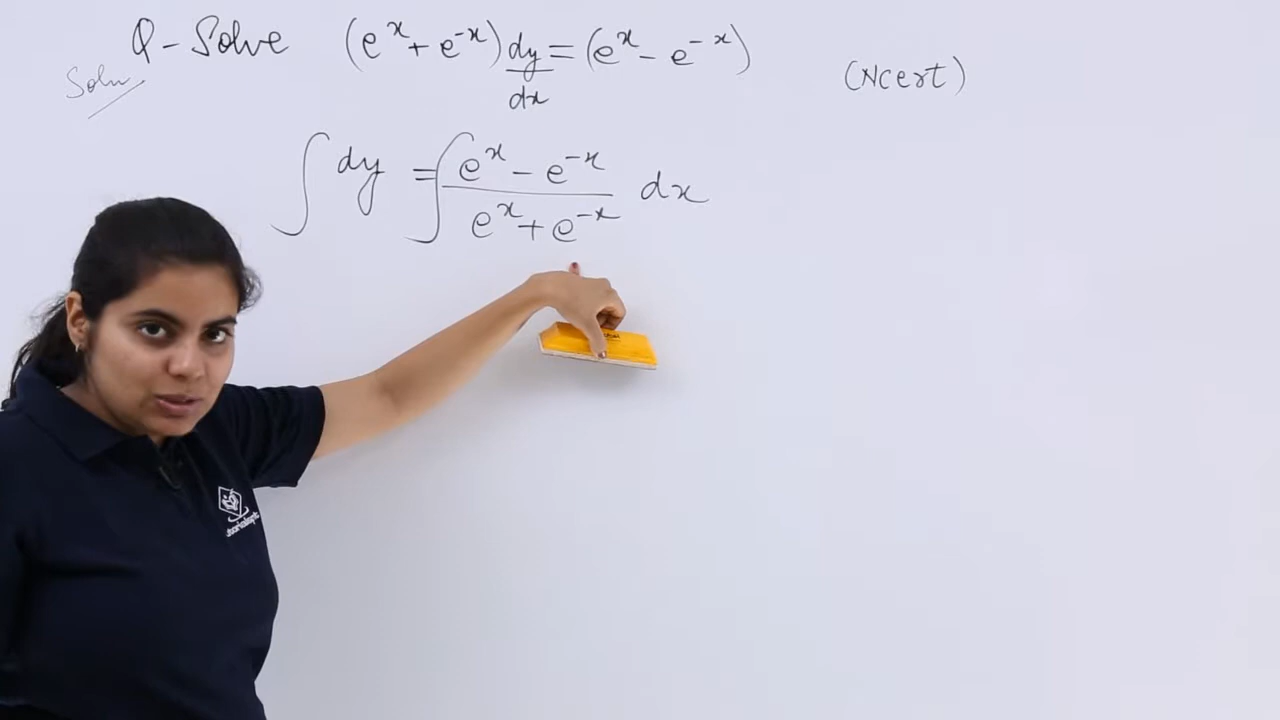 Q - Solve (e^x + e^-x) dy/dx = (e^x - e^-x)
Soln
(Ncert)
∫ dy = ∫ (e^x - e^-x)/(e^x + e^-x) dx